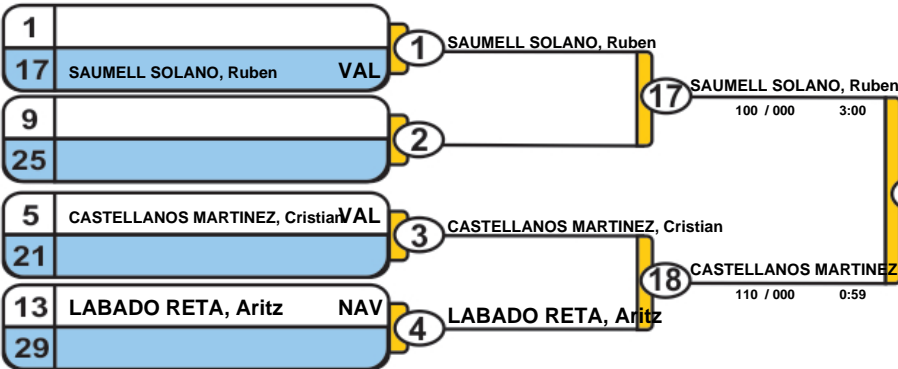 1
17 SAUMELL SOLANO, Ruben VAL
1 SAUMELL SOLANO, Ruben
9
25
2
17 SAUMELL SOLANO, Ruben
100 / 000 3:00
5 CASTELLANOS MARTINEZ, Cristian VAL
21
3 CASTELLANOS MARTINEZ, Cristian
13 LABADO RETA, Aritz NAV
29
4 LABADO RETA, Aritz
18 CASTELLANOS MARTINEZ
110 / 000 0:59